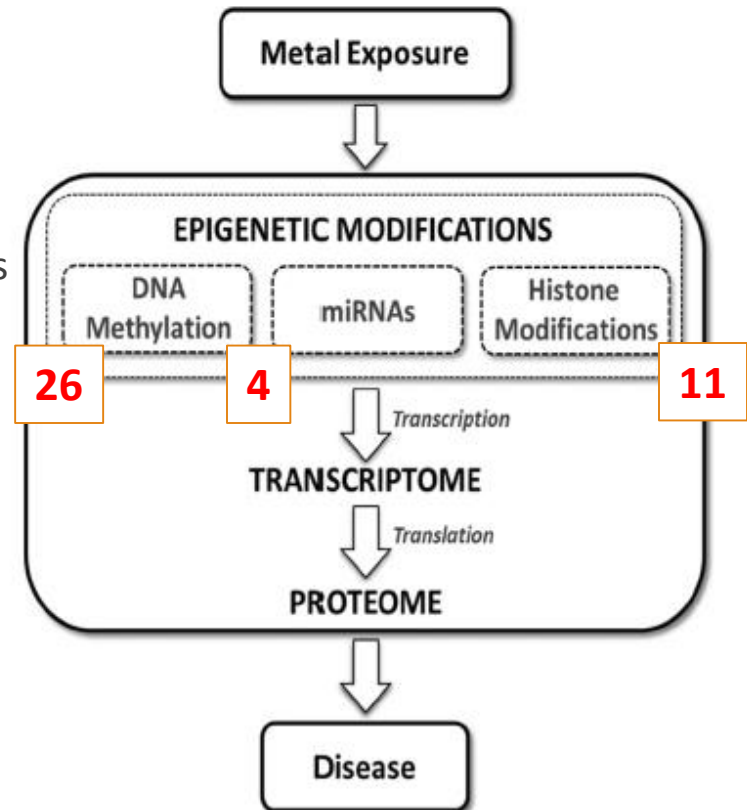 Metal Exposure
EPIGENETIC MODIFICATIONS
s
DNA
Methylation
miRNAs
Histone
Modifications
26
4
11
Transcription
TRANSCRIPTOME
Translation
PROTEOME
Disease